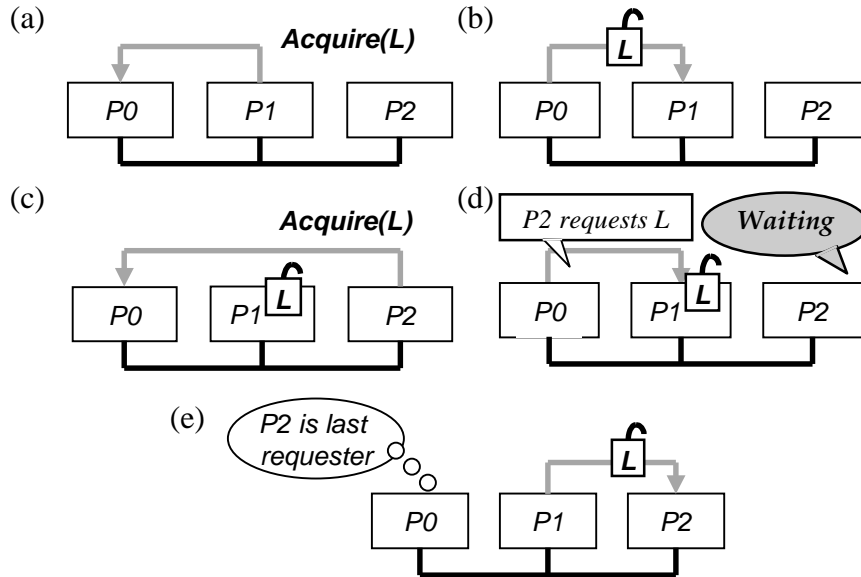 (a)
Acquire(L)
P0
P1
P2
(b)
L
P0
P1
P2
(c)
Acquire(L)
L
P0
P1
P2
(d)
P2 requests L
Waiting
L
P0
P1
P2
(e)
P2 is last
requester
L
P0
P1
P2